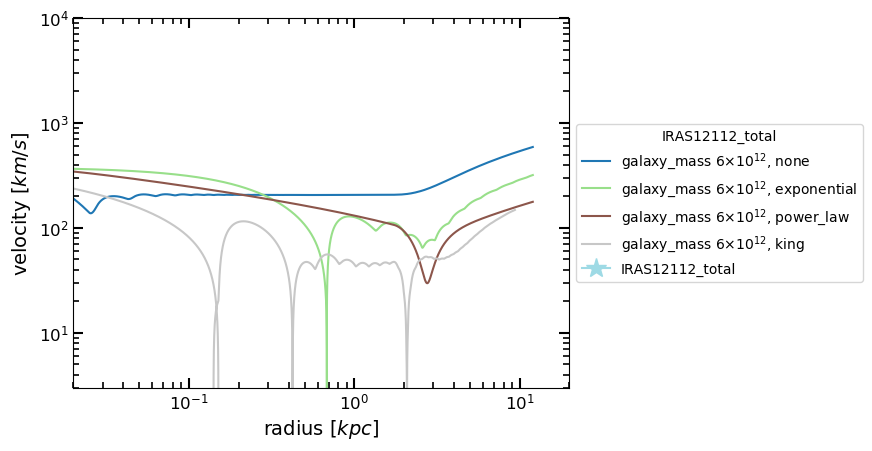 10^4
10^3
10^2
10^1
velocity [km/s]
10^-1
10^0
10^1
radius [kpc]
IRAS12112_total
galaxy_mass 6×10^12, none
galaxy_mass 6×10^12, exponential
galaxy_mass 6×10^12, power_law
galaxy_mass 6×10^12, king
IRAS12112_total